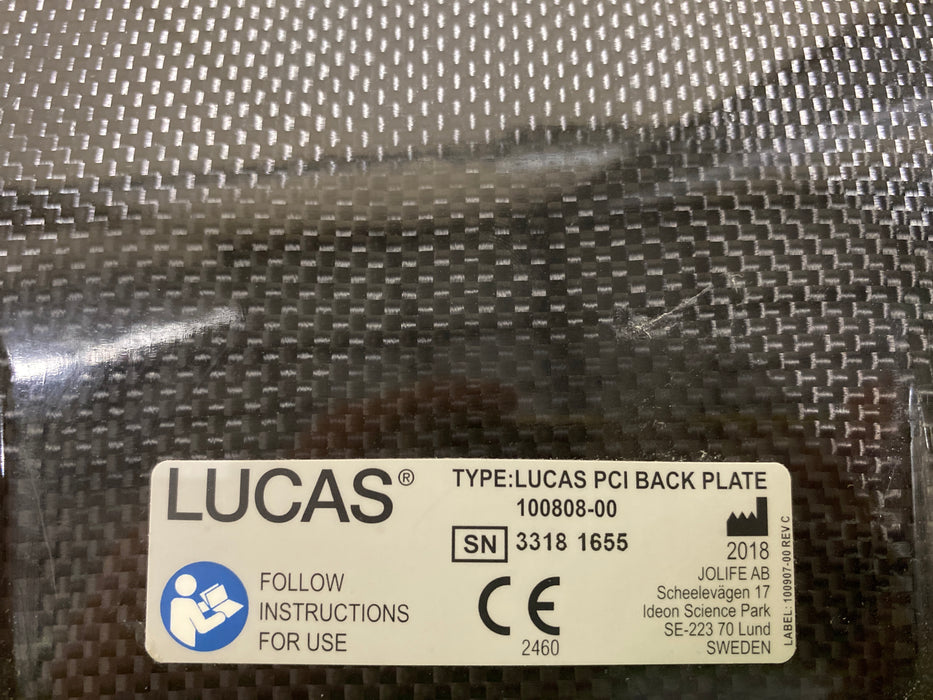 LUCAS®
TYPE:LUCAS PCI BACK PLATE
100808-00
SN 3318 1655
2018
JOLIFE AB
Scheelevägen 17
Ideon Science Park
SE-223 70 Lund
SWEDEN
FOLLOW
INSTRUCTIONS
FOR USE
CE
2460
LABEL: 100907-00 REV C